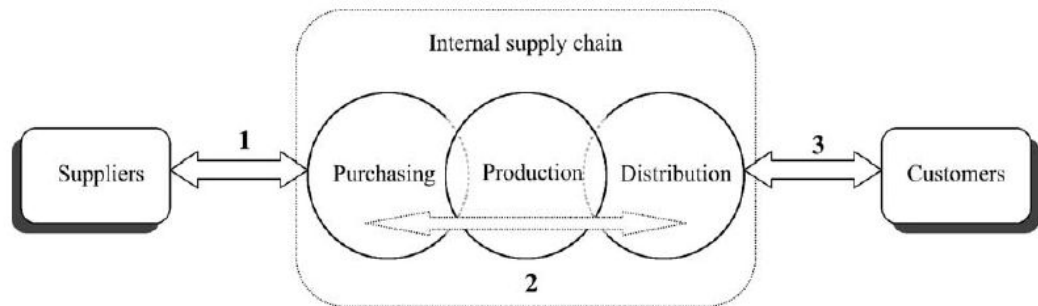 Internal supply chain
1
3
Suppliers
Purchasing
Production
Distribution
Customers
2